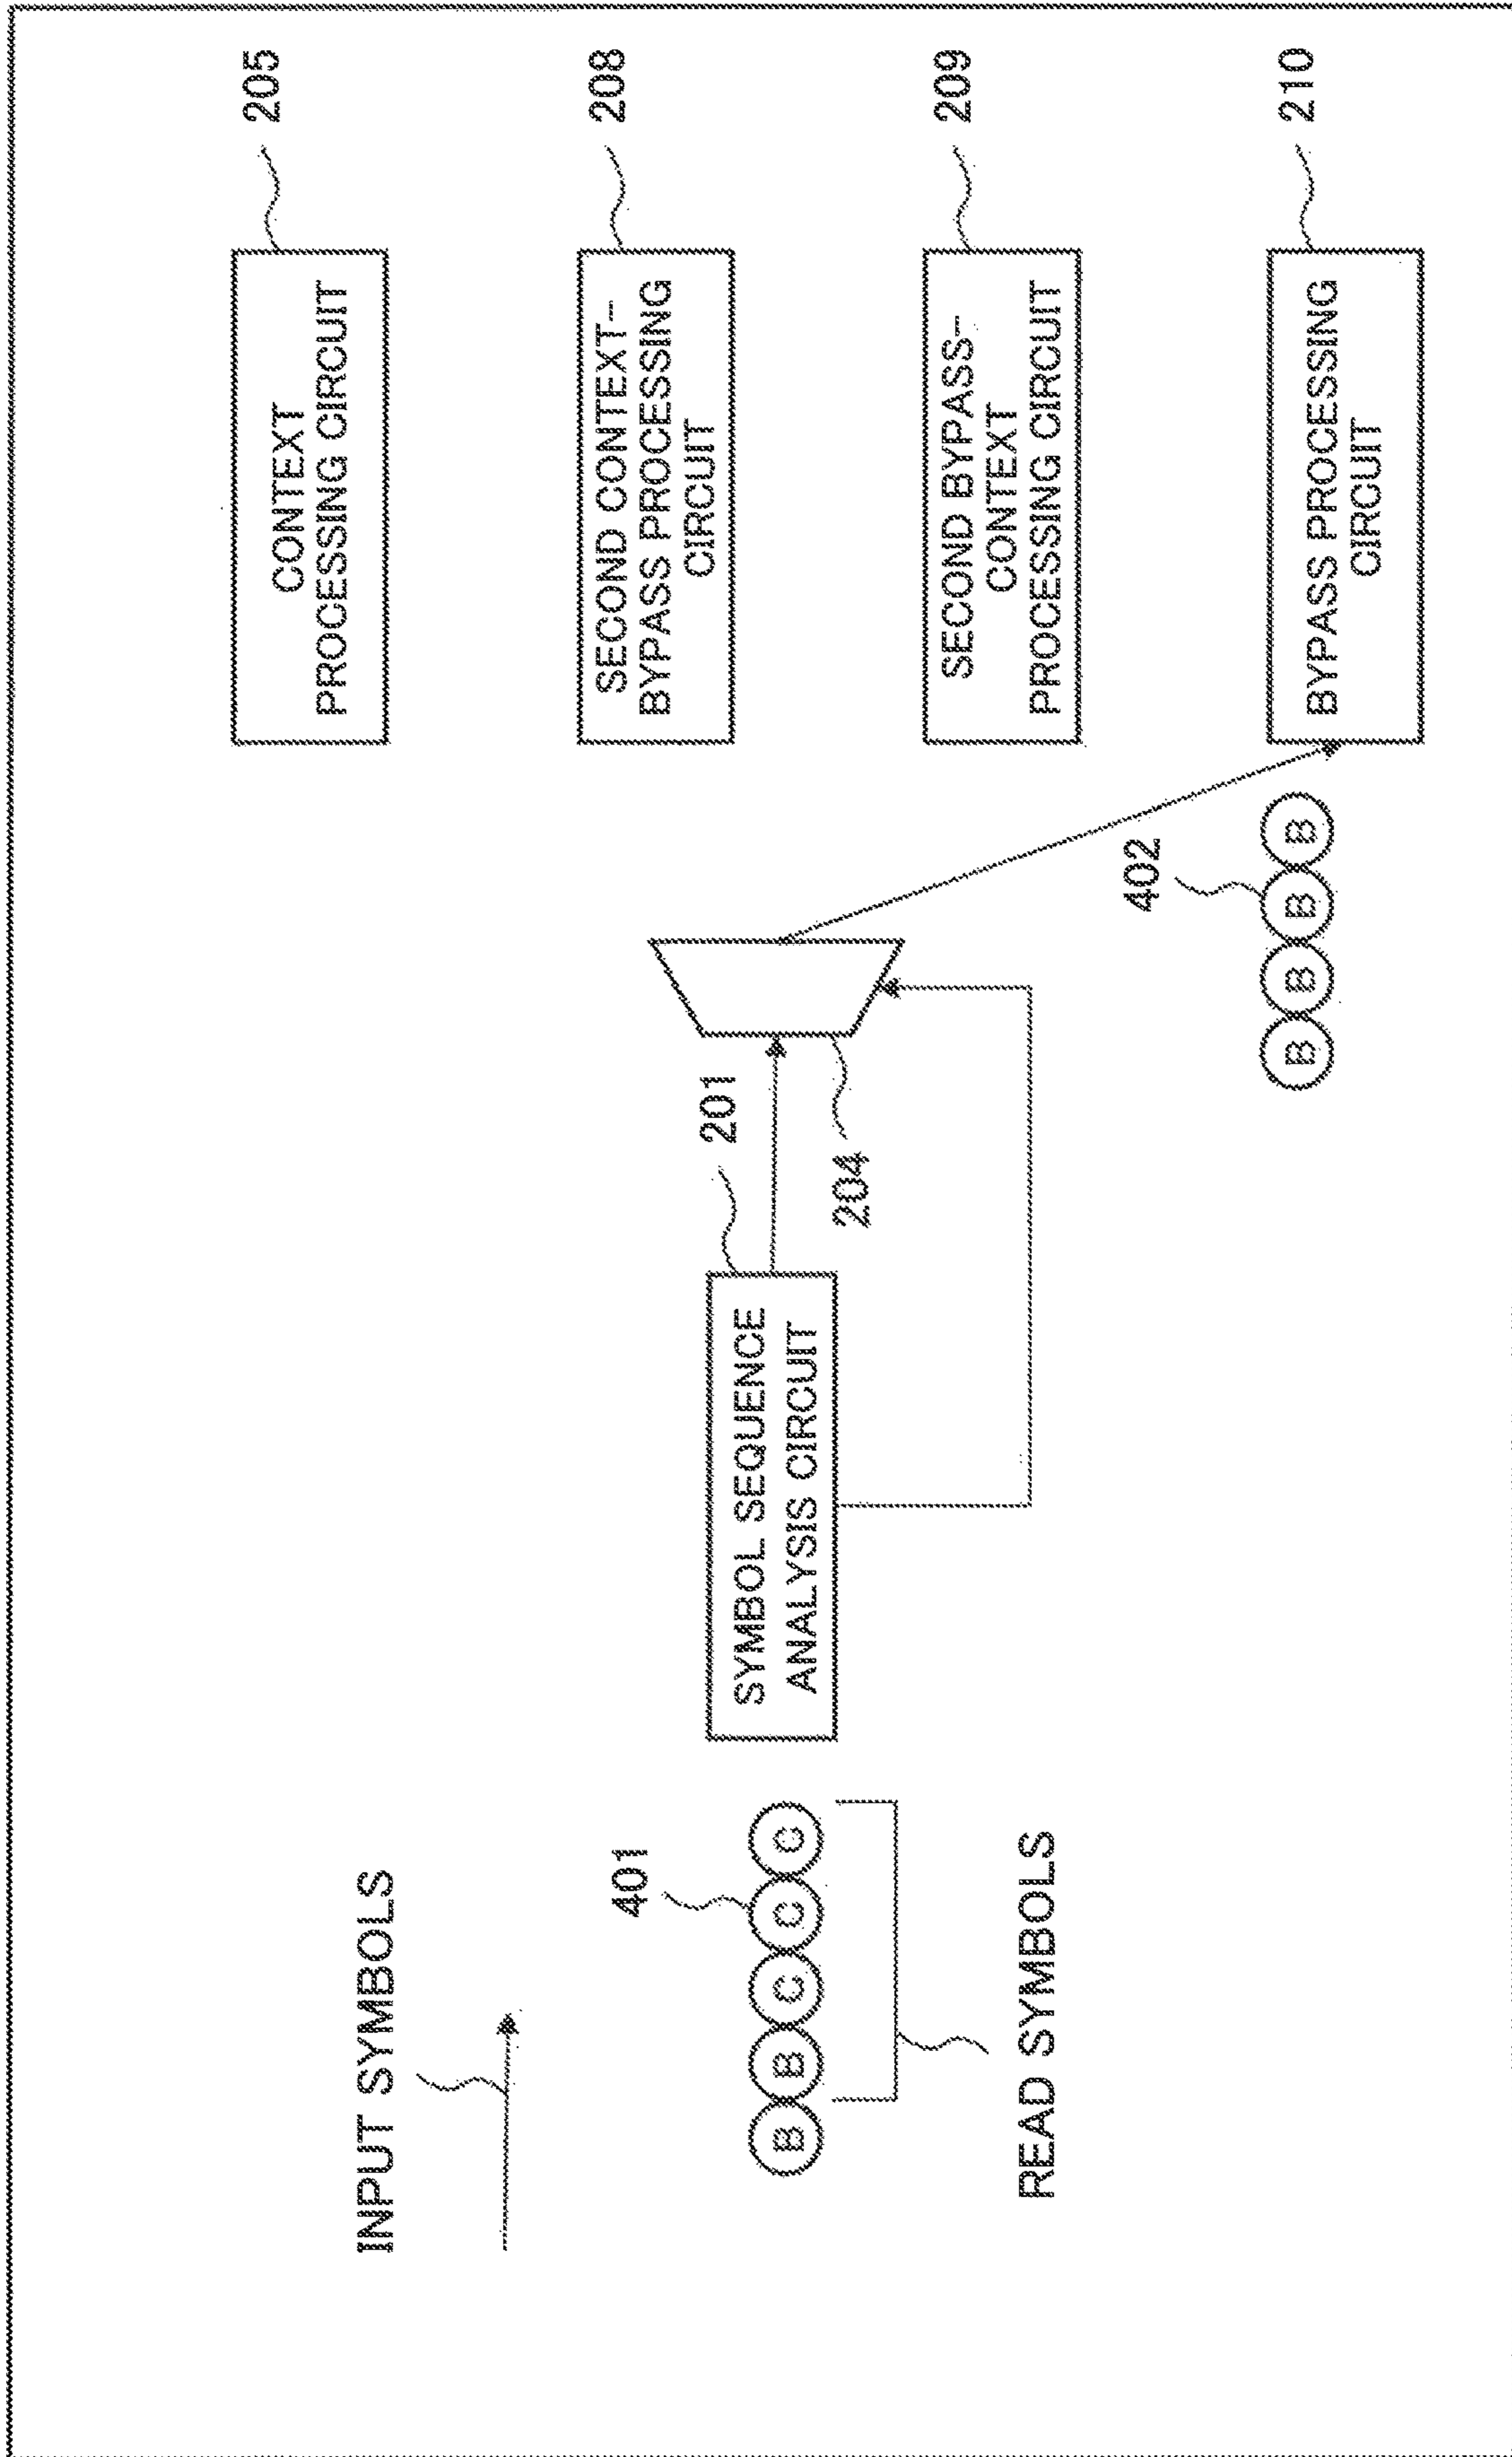 INPUT SYMBOLS
401
B B C C C
READ SYMBOLS
SYMBOL SEQUENCE
ANALYSIS CIRCUIT
201
204
402
B B B B
CONTEXT
PROCESSING CIRCUIT
205
SECOND CONTEXT-
BYPASS PROCESSING
CIRCUIT
208
SECOND BYPASS-
CONTEXT
PROCESSING CIRCUIT
209
BYPASS PROCESSING
CIRCUIT
210